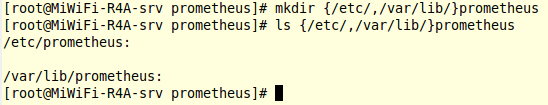 [root@MiWiFi-R4A-srv prometheus]# mkdir {/etc/,/var/lib/}prometheus
[root@MiWiFi-R4A-srv prometheus]# ls {/etc/,/var/lib/}prometheus
/etc/prometheus:
/var/lib/prometheus:
[root@MiWiFi-R4A-srv prometheus]#